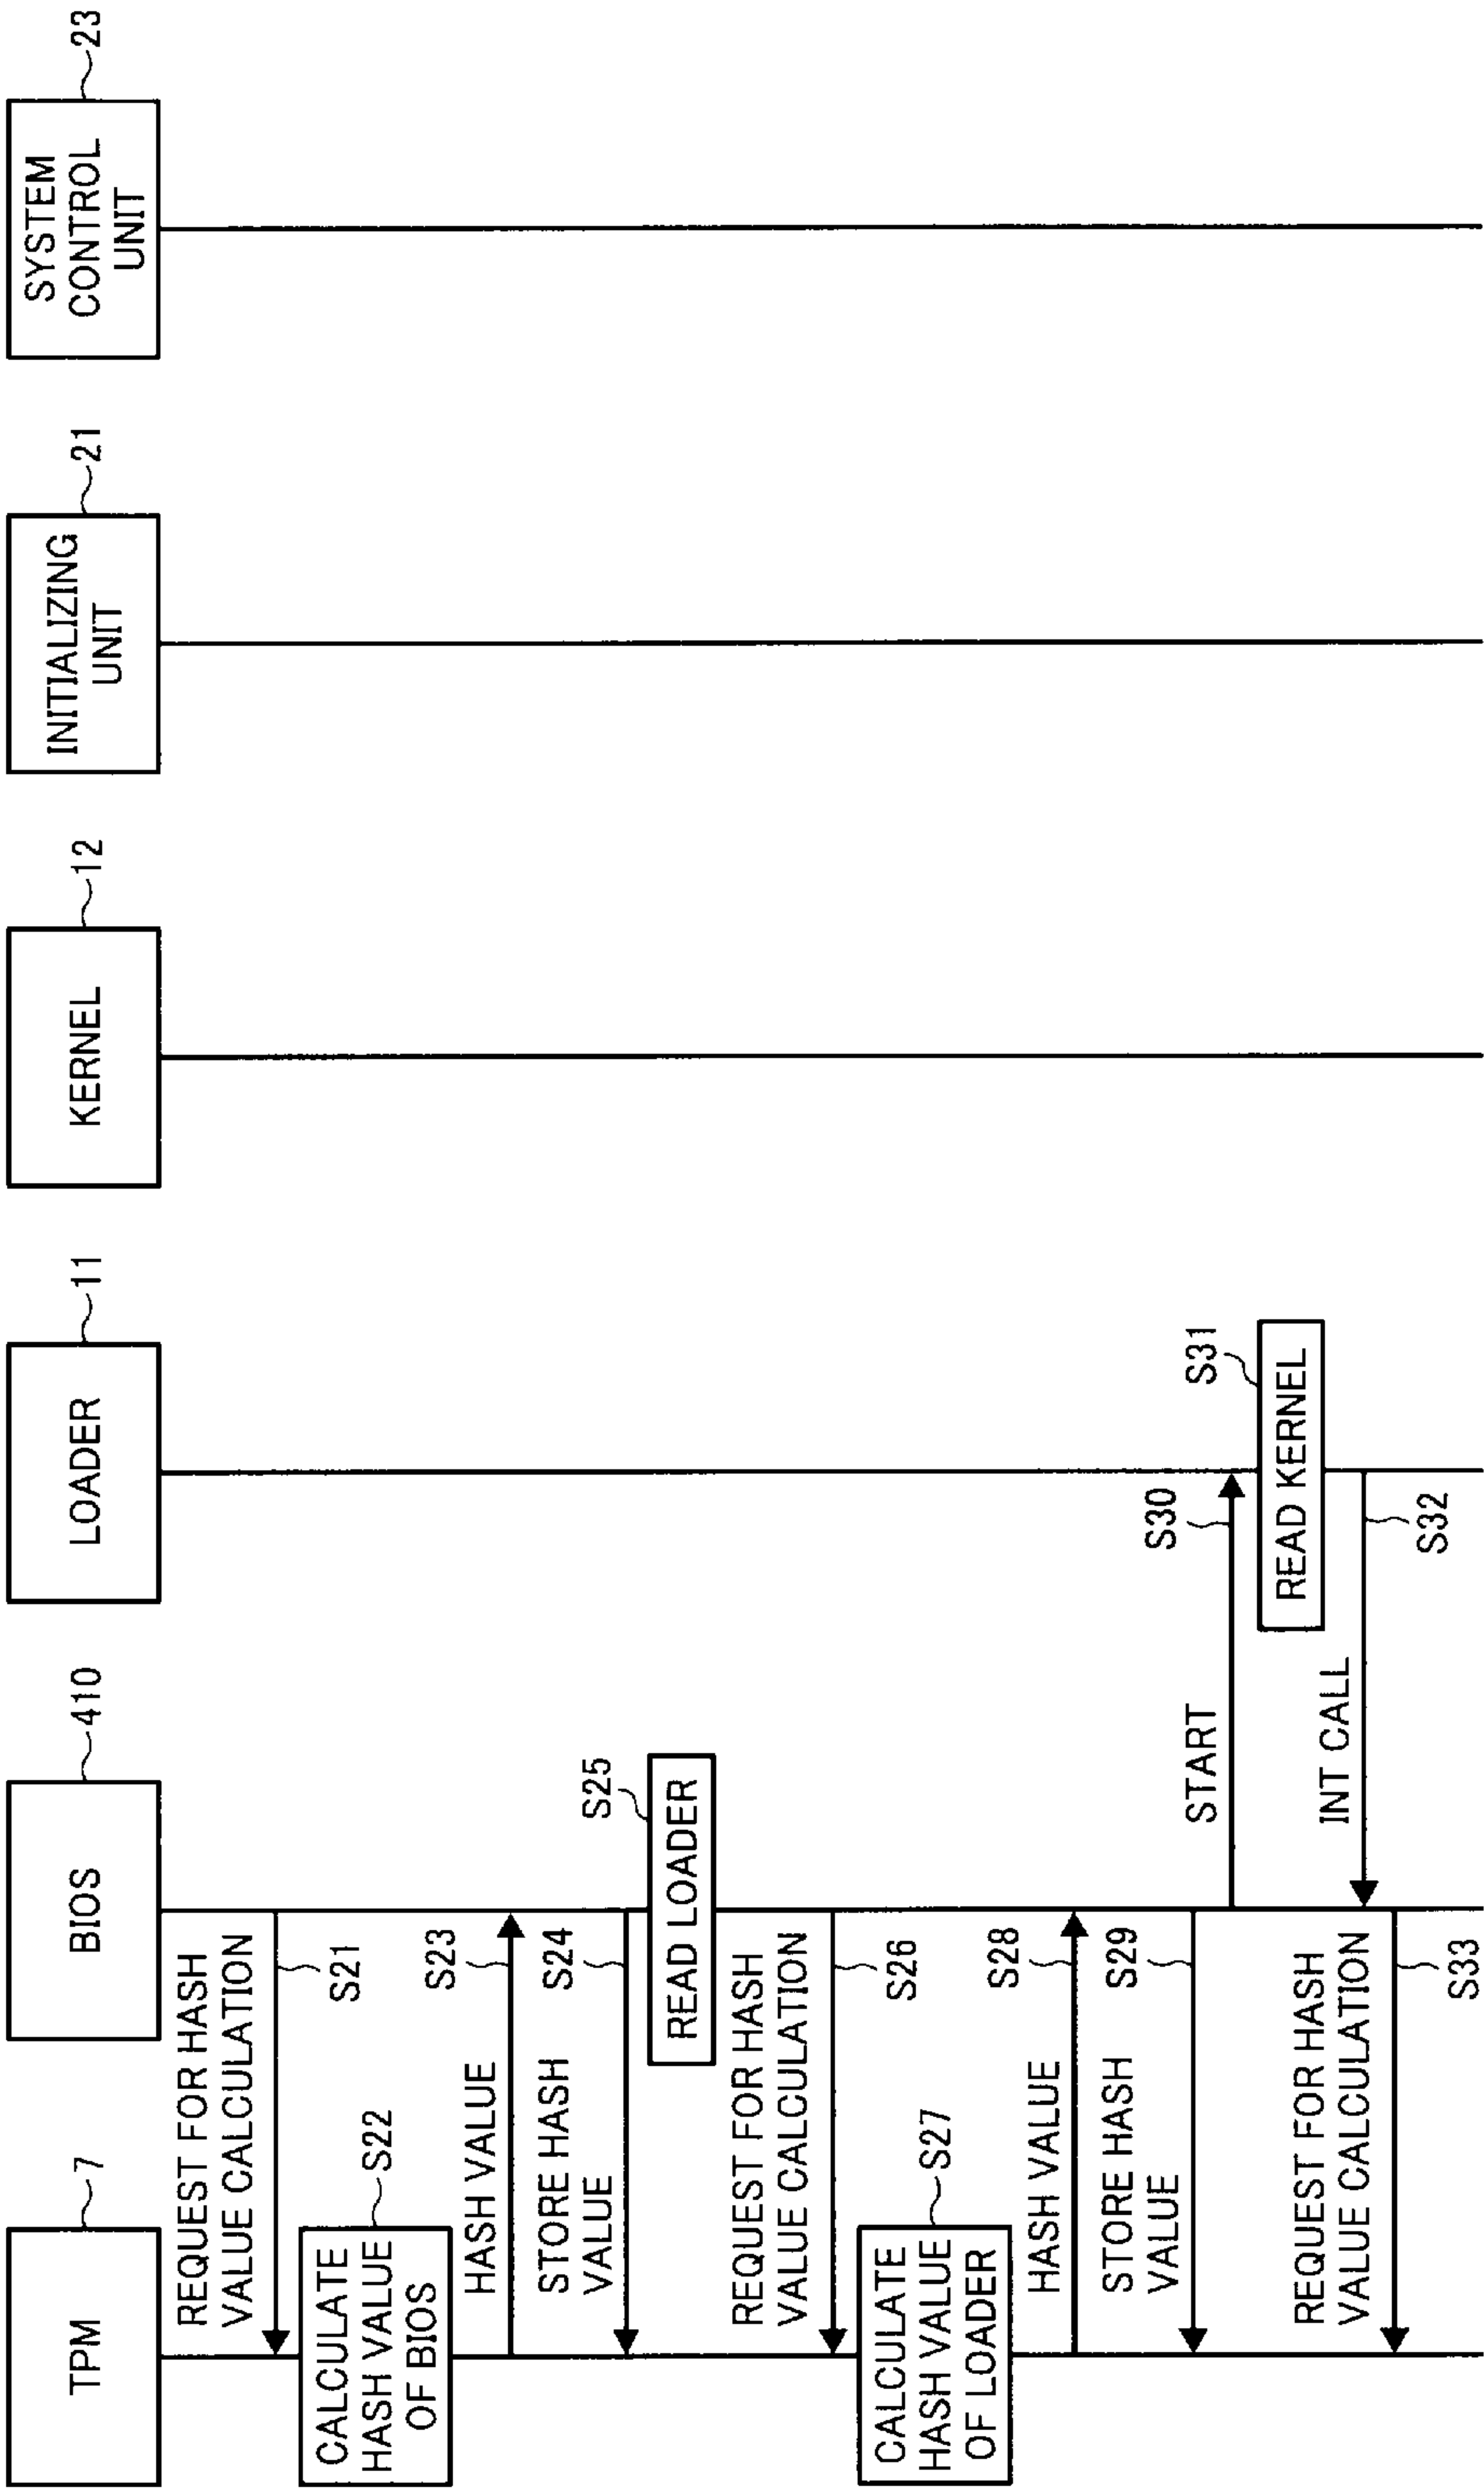 TPM
7
BIOS
410
LOADER
11
KERNEL
12
INITIALIZING
UNIT
21
SYSTEM
CONTROL
UNIT
23
REQUEST FOR HASH
VALUE CALCULATION
S21
CALCULATE
HASH VALUE
OF BIOS
S22
HASH VALUE
S23
STORE HASH
VALUE
S24
READ LOADER
S25
REQUEST FOR HASH
VALUE CALCULATION
S26
CALCULATE
HASH VALUE
OF LOADER
S27
HASH VALUE
S28
STORE HASH
VALUE
S29
START
S30
READ KERNEL
S31
INT CALL
S32
REQUEST FOR HASH
VALUE CALCULATION
S33